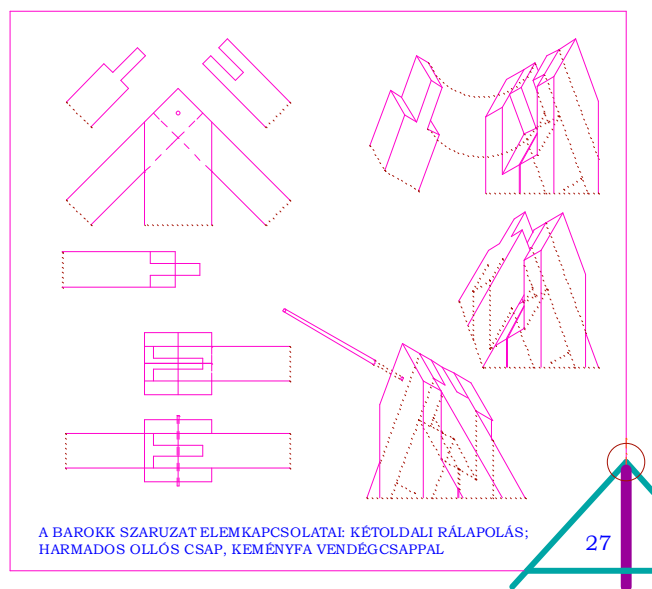 A BAROKK SZARUZAT ELEMKAPCSOLATAI: KÉTOLDALI RÁLAPOLÁS;
HARMADOS OLLÓS CSAP, KEMÉNYFA VENDÉGCSAPPAL
27